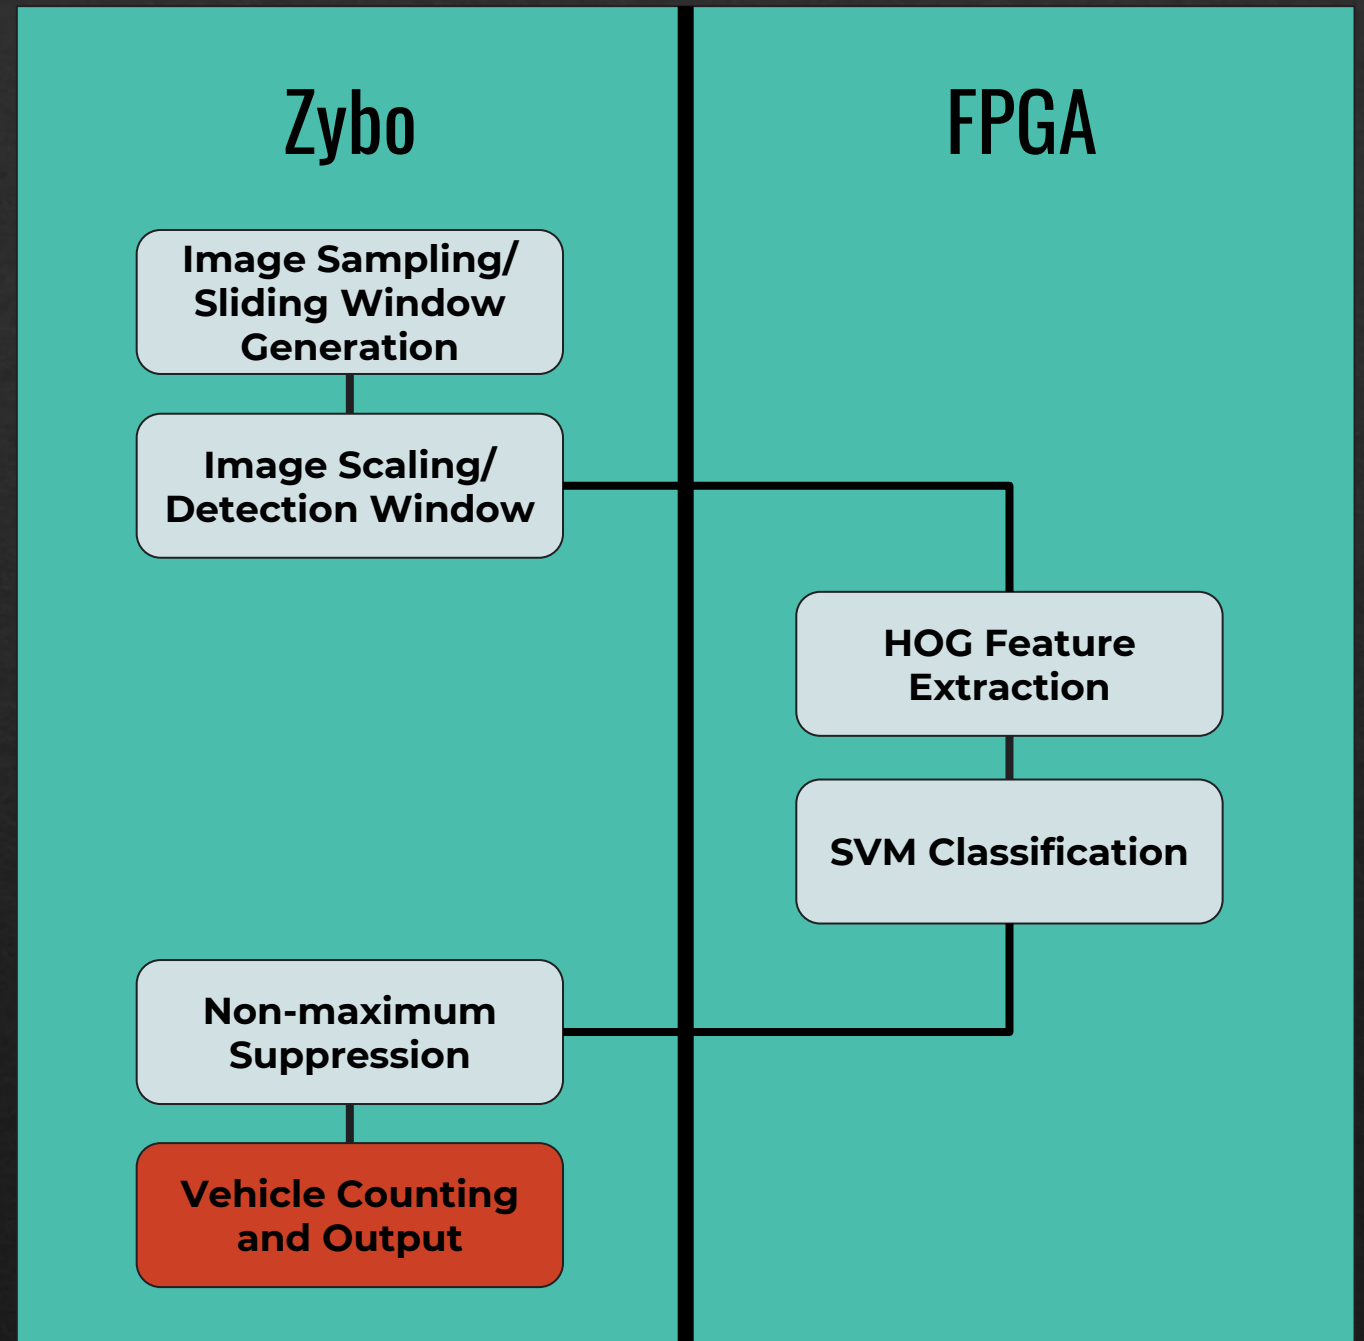 Zybo
FPGA
Image Sampling/
Sliding Window
Generation
Image Scaling/
Detection Window
HOG Feature
Extraction
SVM Classification
Non-maximum
Suppression
Vehicle Counting
and Output